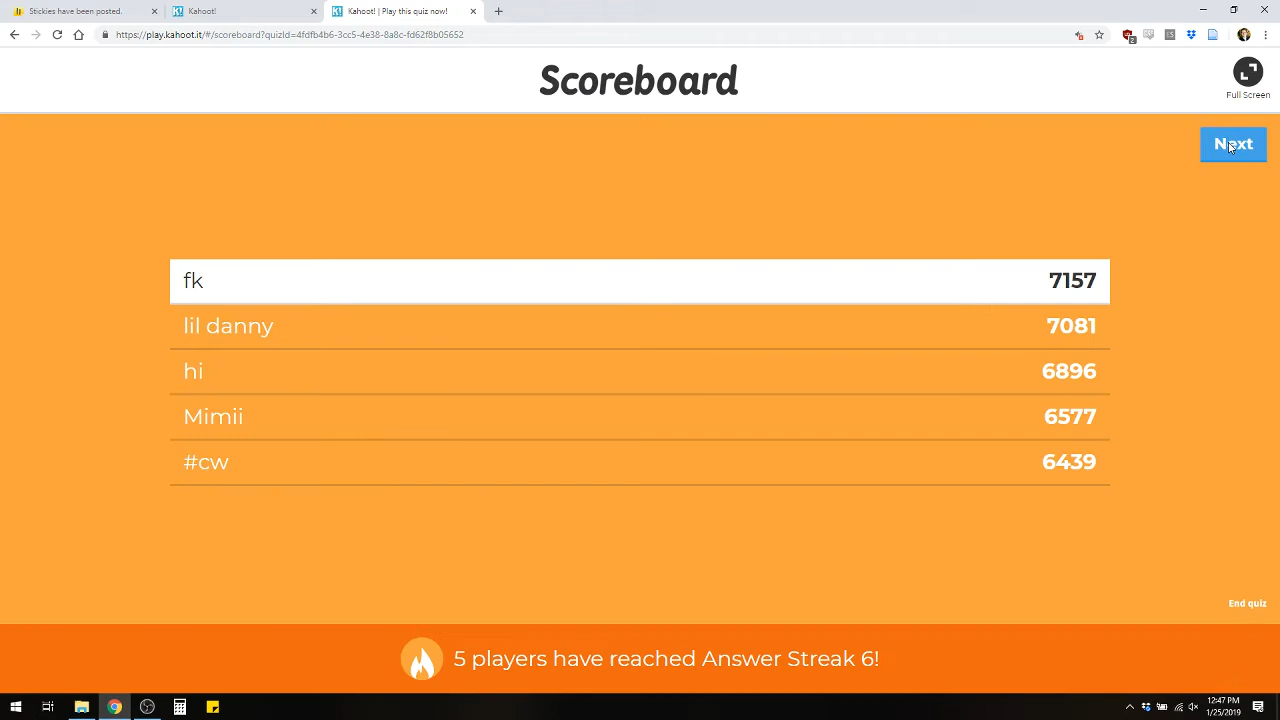 Stickies have been posted.
Kahoot!
Kahoot! | Play this quiz now!
https://play.kahoot.it/#/scoreboard?quizId=4fdfb4b6-3cc5-4e38-8a8c-fd62f8b05652
Scoreboard
Full Screen
Next
fk 7157
lil danny 7081
hi 6896
Mimii 6577
#cw 6439
End quiz
5 players have reached Answer Streak 6!
12:47 PM
1/25/2019